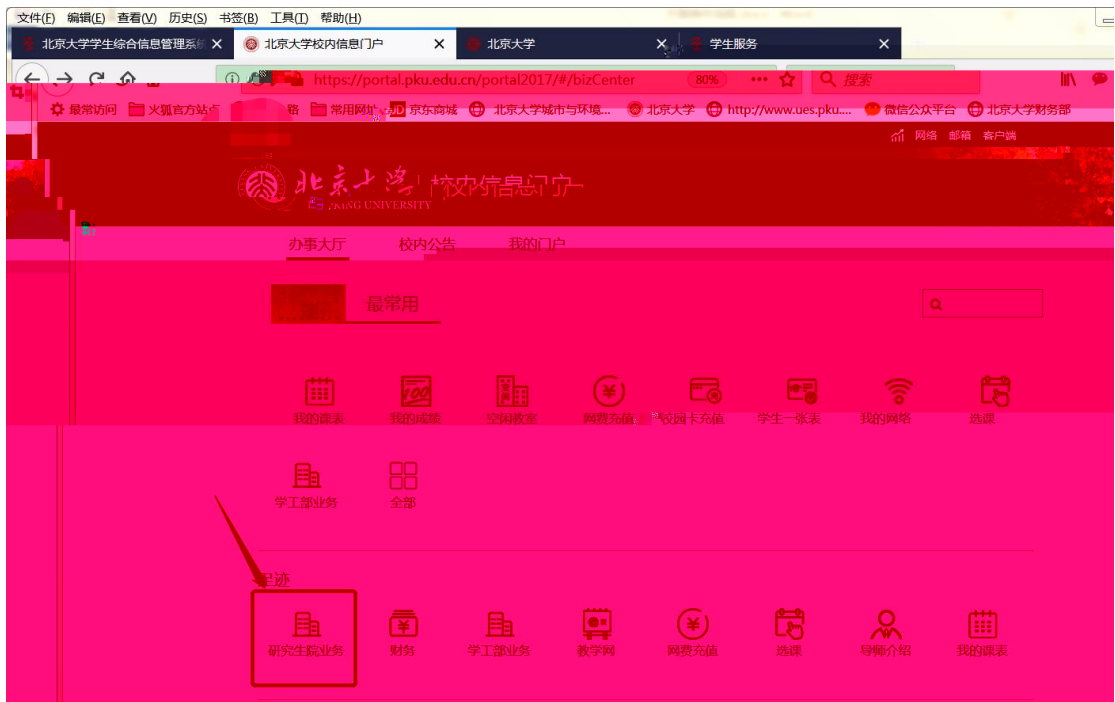 文件(F) 编辑(E) 查看(V) 历史(S) 书签(B) 工具(T) 帮助(H)
北京大学学生综合信息管理系统 北京大学校内信息门户 北京大学 学生服务
https://portal.pku.edu.cn/portal2017/#/bizCenter 80% 搜索
最常访问 火狐官方站点 常用网址 JD 京东商城 北京大学城市与环境... 北京大学 http://www.ues.pku.... 微信公众平台 北京大学财务部
网络 邮箱 客户端
北京大学 校内信息门户
UNIVERSITY
办事大厅 校内公告 我的门户
最常用
我的课表 我的成绩 空闲教室 网费充值 校园卡充值 学生一张表 我的网络 选课
学工部业务 全部
足迹
研究生院业务 财务 学工部业务 教学网 网费充值 选课 导师介绍 我的课表